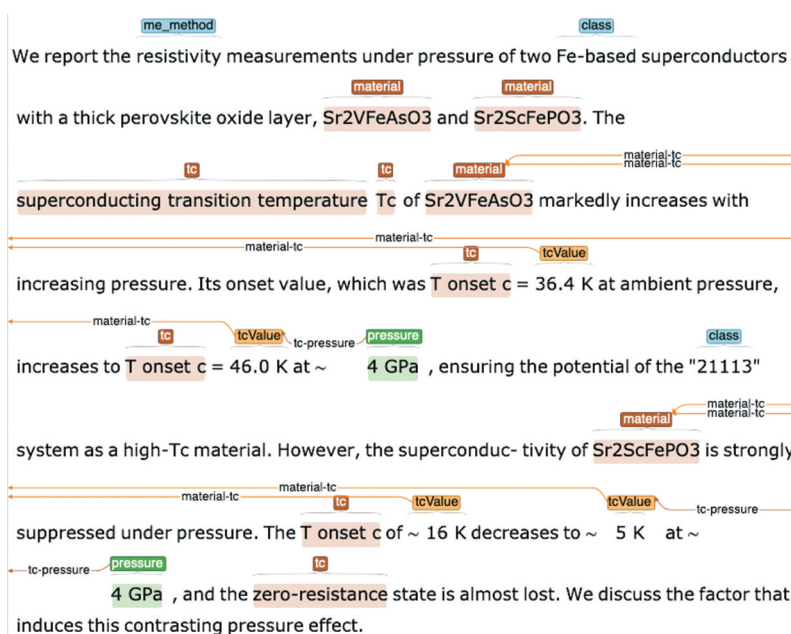 me_method class
We report the resistivity measurements under pressure of two Fe-based superconductors
material material
with a thick perovskite oxide layer, Sr2VFeAsO3 and Sr2ScFePO3. The
material-tc
tc tc material material-tc
superconducting transition temperature Tc of Sr2VFeAsO3 markedly increases with
material-tc
material-tc tc tcValue
increasing pressure. Its onset value, which was T onset c = 36.4 K at ambient pressure,
material-tc tc tcValue tc-pressure pressure class
increases to T onset c = 46.0 K at ~ 4 GPa , ensuring the potential of the "21113"
material-tc
material material-tc
system as a high-Tc material. However, the superconduc- tivity of Sr2ScFePO3 is strongly
material-tc
material-tc tc tcValue tcValue tc-pressure
suppressed under pressure. The T onset c of ~ 16 K decreases to ~ 5 K at ~
tc-pressure pressure tc
4 GPa , and the zero-resistance state is almost lost. We discuss the factor that
induces this contrasting pressure effect.